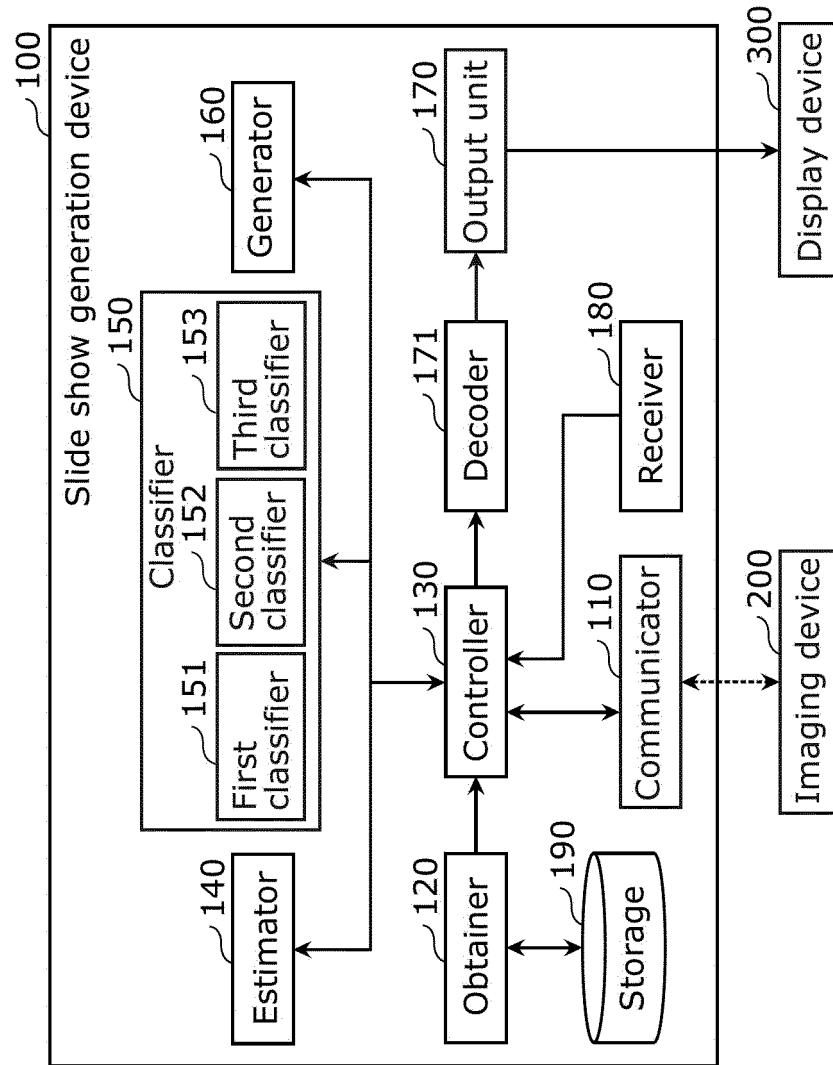 100
Slide show generation device
150
Classifier
140
Estimator
151
First
classifier
152
Second
classifier
153
Third
classifier
160
Generator
120
Obtainer
130
Controller
171
Decoder
170
Output unit
190
Storage
110
Communicator
180
Receiver
200
Imaging device
300
Display device